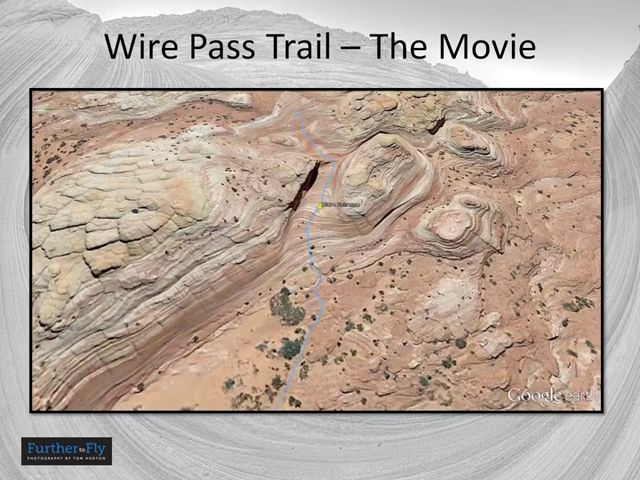 Wire Pass Trail – The Movie
Google earth
Further to Fly
PHOTOGRAPHY BY TOM HORTON